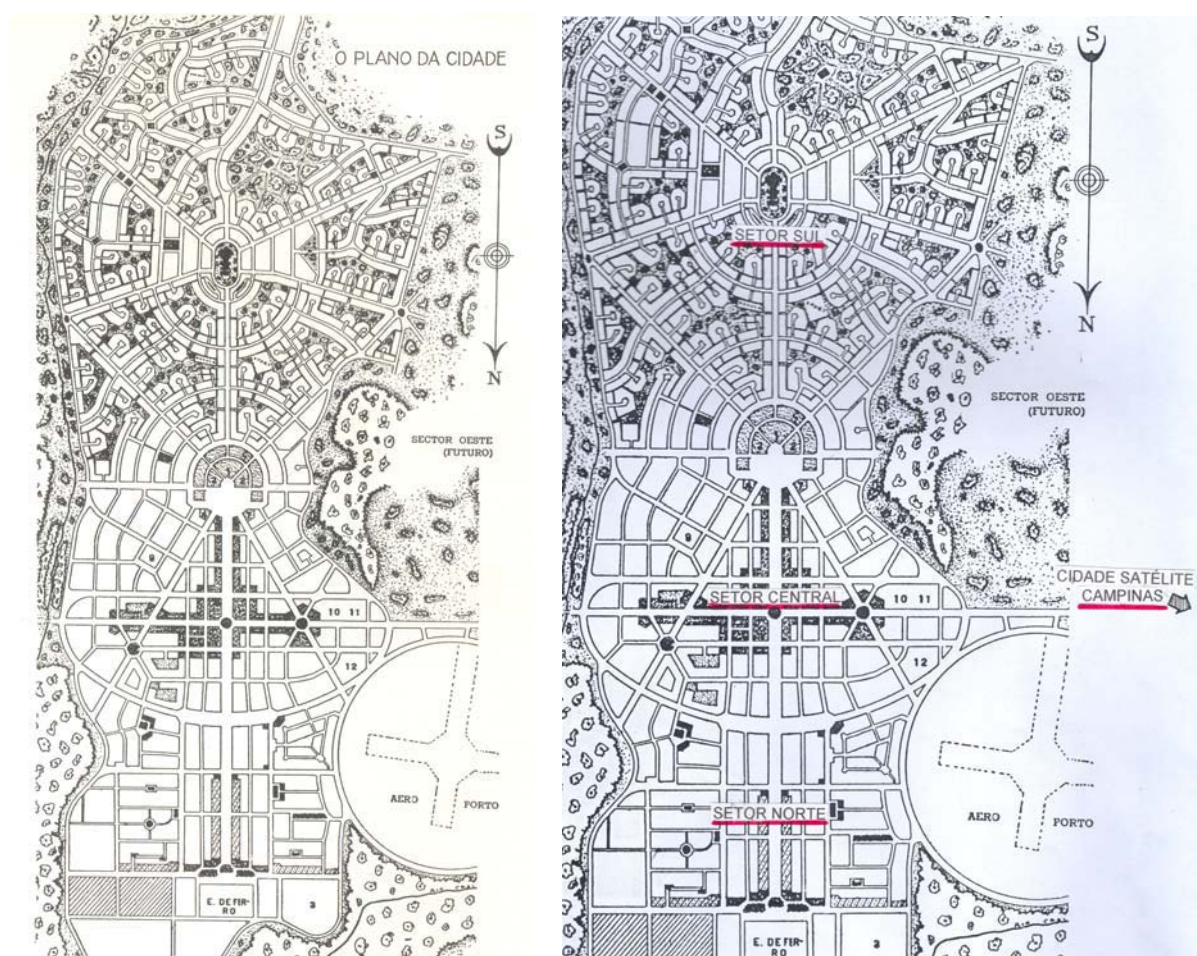 O PLANO DA CIDADE
S
N
SECTOR OESTE
(FUTURO)
9
10 11
12
AERO PORTO
E. DE FIR-
RO
3
S
SETOR SUL
N
SECTOR OESTE
(FUTURO)
9
CIDADE SATÉLITE
CAMPINAS
SETOR CENTRAL
10 11
12
SETOR NORTE
AERO PORTO
E. DE FER-
RO
3